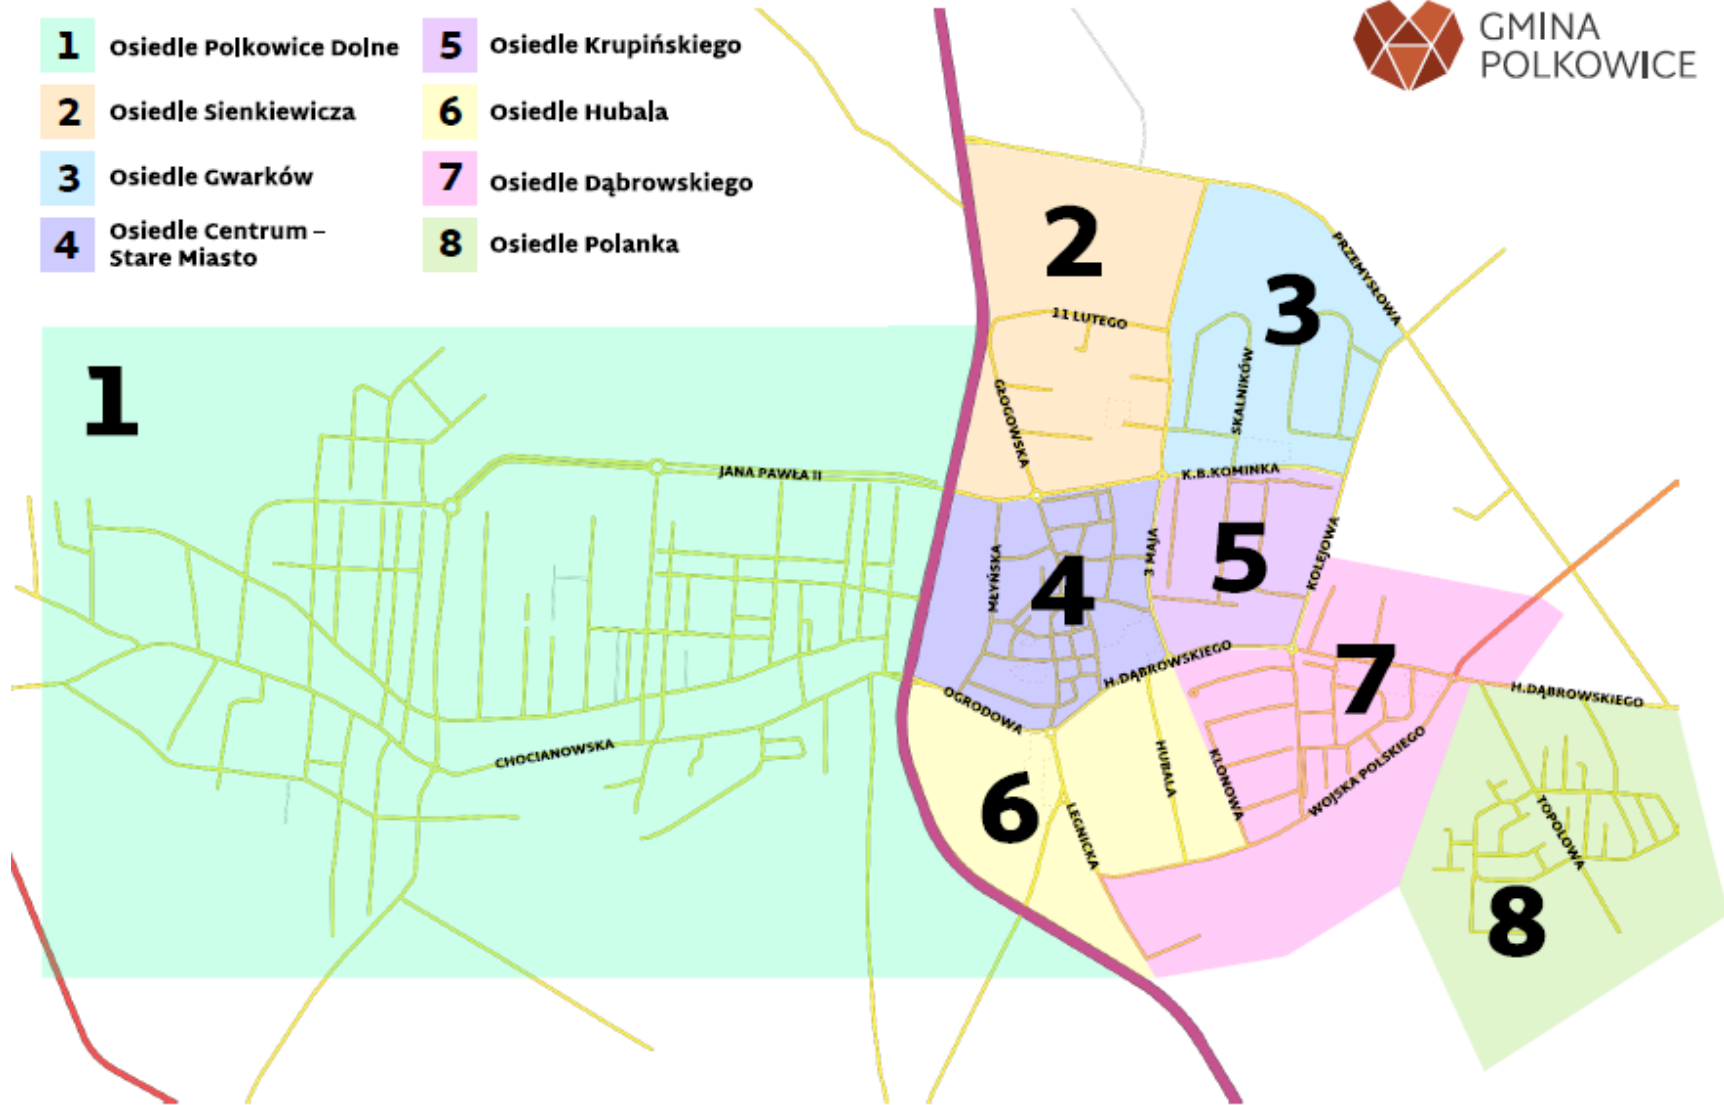 1 Osiedle Polkowice Dolne
2 Osiedle Sienkiewicza
3 Osiedle Gwarków
4 Osiedle Centrum –
Stare Miasto
5 Osiedle Krupińskiego
6 Osiedle Hubala
7 Osiedle Dąbrowskiego
8 Osiedle Polanka
GMINA
POLKOWICE
2
PRZEMYSŁOWA
3
11 LUTEGO
1
SKALNIKÓW
GŁOGOWSKA
JANA PAWŁA II
K.B.KOMINKA
5
3 MAJA
KOLEJOWA
MŁYŃSKA
4
H.DĄBROWSKIEGO
7
H.DĄBROWSKIEGO
OGRODOWA
CHOCIANOWSKA
HUBALA
KLONOWA
WOJSKA POLSKIEGO
6
LEGNICKA
TOPOLOWA
8